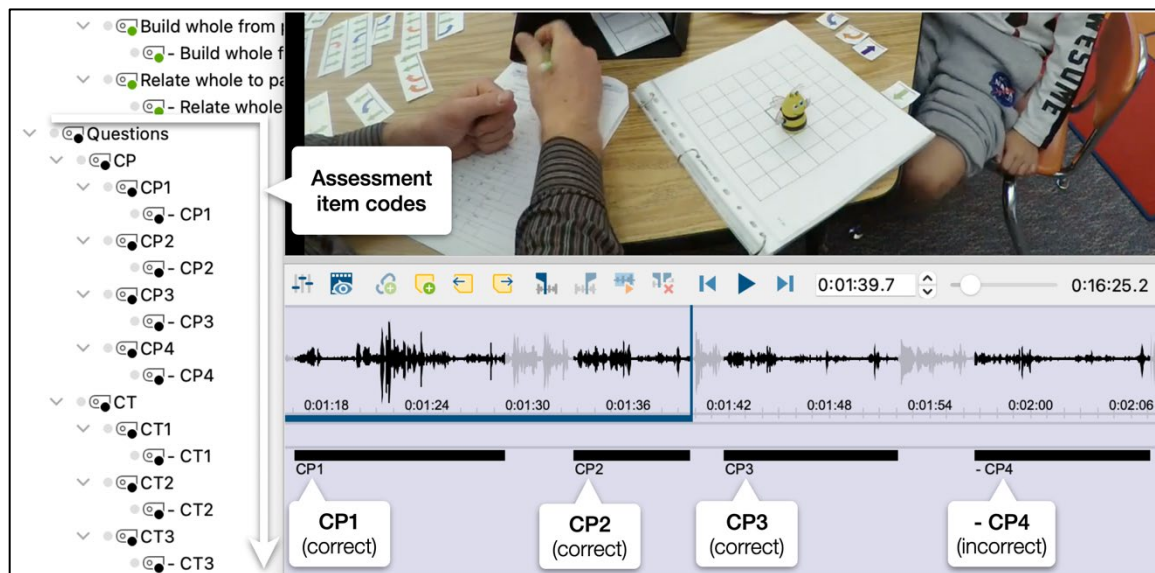 Build whole from
- Build whole f
Relate whole to pa
- Relate whole
Questions
CP
CP1
- CP1
CP2
- CP2
CP3
- CP3
CP4
- CP4
CT
CT1
- CT1
CT2
- CT2
CT3
- CT3
Assessment
item codes
AWESOME
NASA
0:01:39.7
0:16:25.2
0:01:18
0:01:24
0:01:30
0:01:36
0:01:42
0:01:48
0:01:54
0:02:00
0:02:06
CP1
CP2
CP3
- CP4
CP1
(correct)
CP2
(correct)
CP3
(correct)
- CP4
(incorrect)